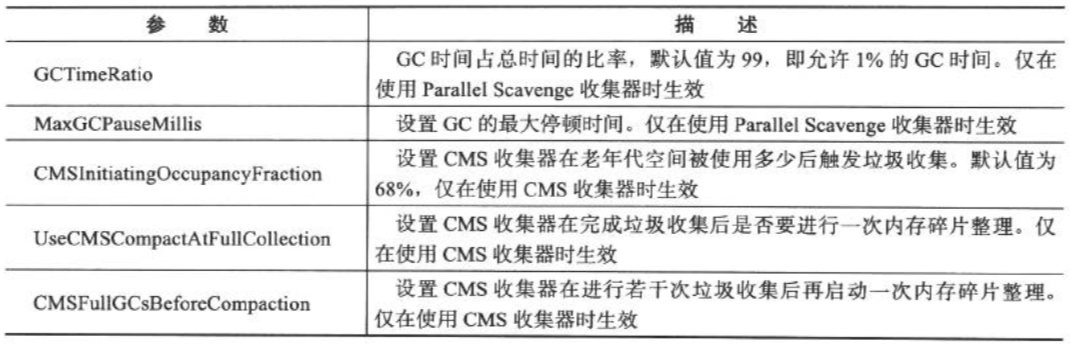 参 数 描 述
GCTimeRatio
GC 时间占总时间的比率，默认值为 99，即允许 1% 的 GC 时间。仅在
使用 Parallel Scavenge 收集器时生效
MaxGCPauseMillis
设置 GC 的最大停顿时间。仅在使用 Parallel Scavenge 收集器时生效
CMSInitiatingOccupancyFraction
设置 CMS 收集器在老年代空间被使用多少后触发垃圾收集。默认值为
68%，仅在使用 CMS 收集器时生效
UseCMSCompactAtFullCollection
设置 CMS 收集器在完成垃圾收集后是否要进行一次内存碎片整理。仅
在使用 CMS 收集器时生效
CMSFullGCsBeforeCompaction
设置 CMS 收集器在进行若干次垃圾收集后再启动一次内存碎片整理。
仅在使用 CMS 收集器时生效